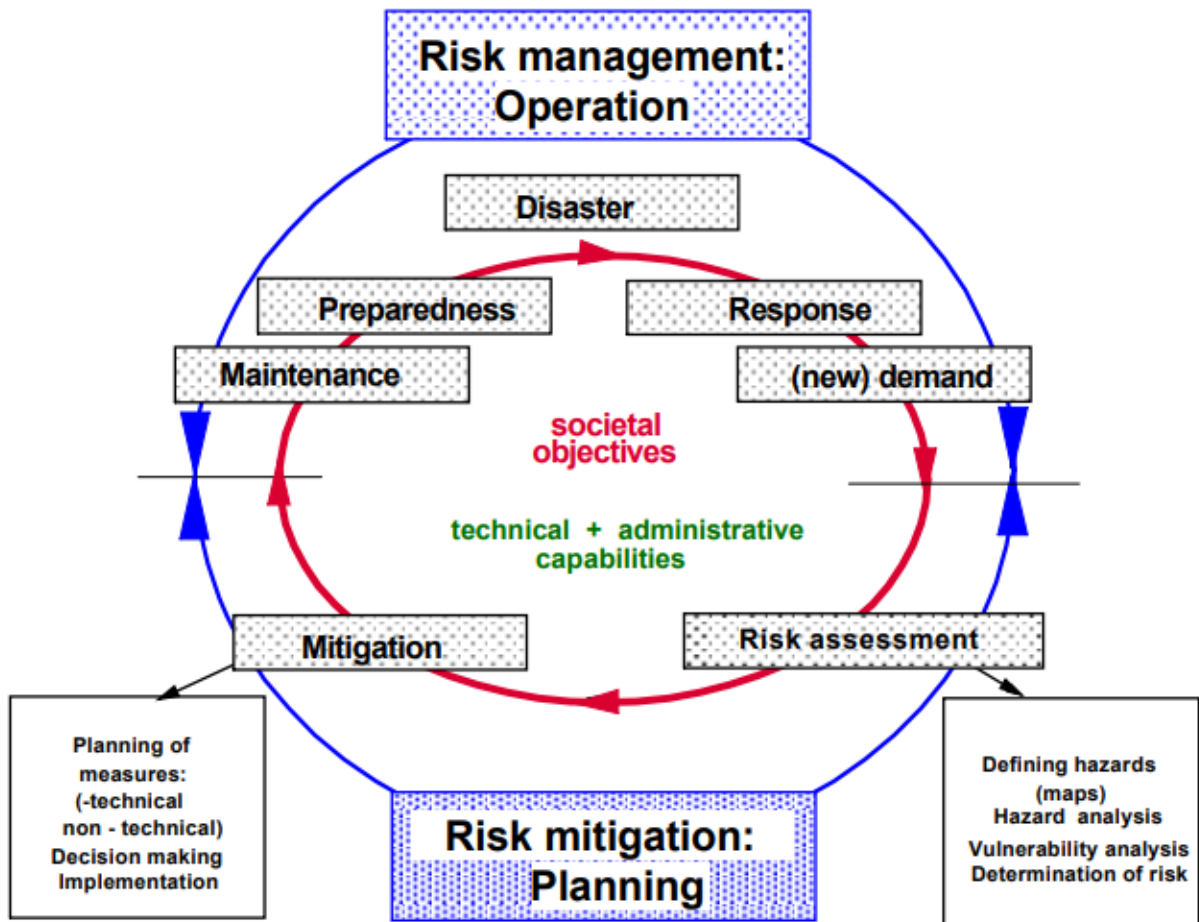 Risk management:
Operation
Disaster
Preparedness
Response
Maintenance
(new) demand
societal
objectives
technical + administrative
capabilities
Mitigation
Risk assessment
Planning of
measures:
(-technical
non - technical)
Decision making
Implementation
Defining hazards
(maps)
Hazard analysis
Vulnerability analysis
Determination of risk
Risk mitigation:
Planning